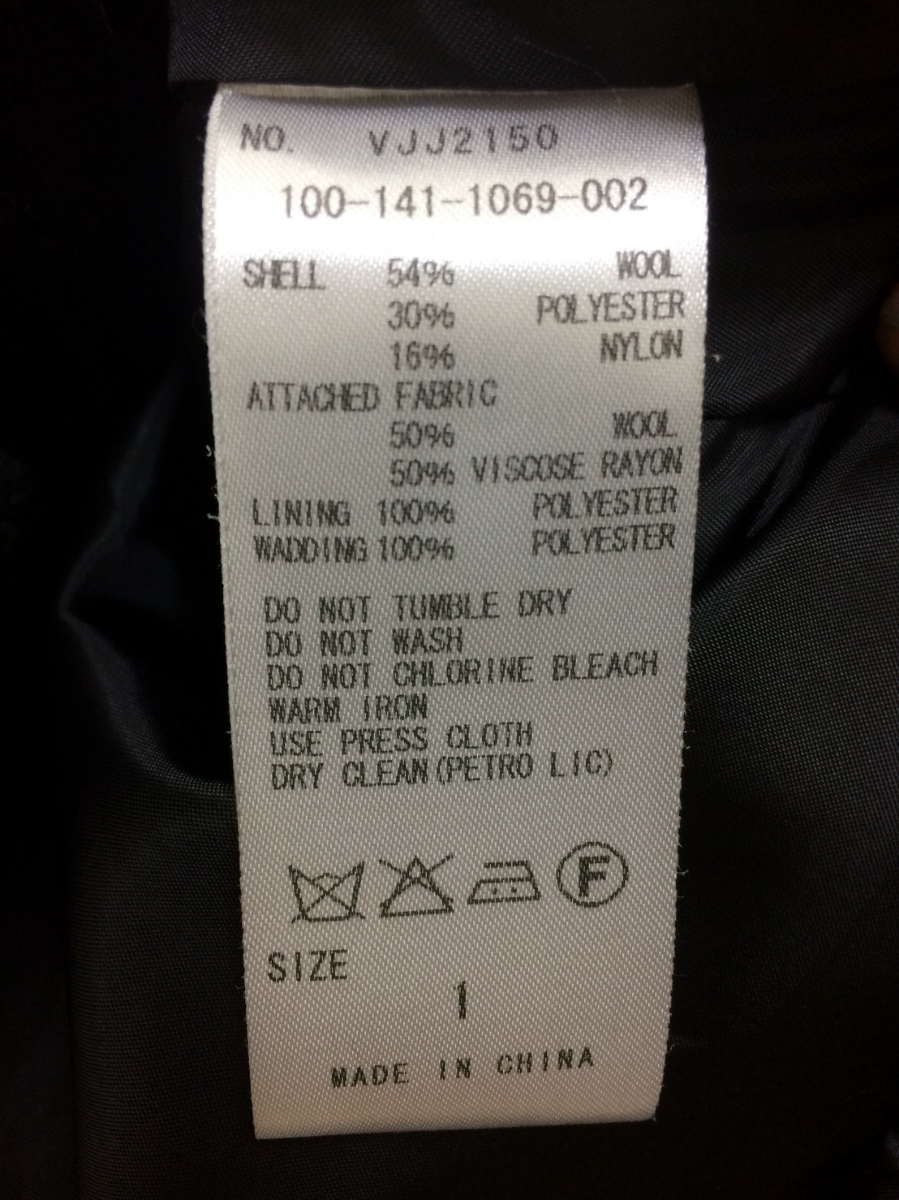 NO. VJJ2150
100-141-1069-002
SHELL 54% WOOL
30% POLYESTER
16% NYLON
ATTACHED FABRIC
50% WOOL
50% VISCOSE RAYON
LINING 100% POLYESTER
WADDING 100% POLYESTER
DO NOT TUMBLE DRY
DO NOT WASH
DO NOT CHLORINE BLEACH
WARM IRON
USE PRESS CLOTH
DRY CLEAN(PETRO LIC)
F
SIZE
1
MADE IN CHINA